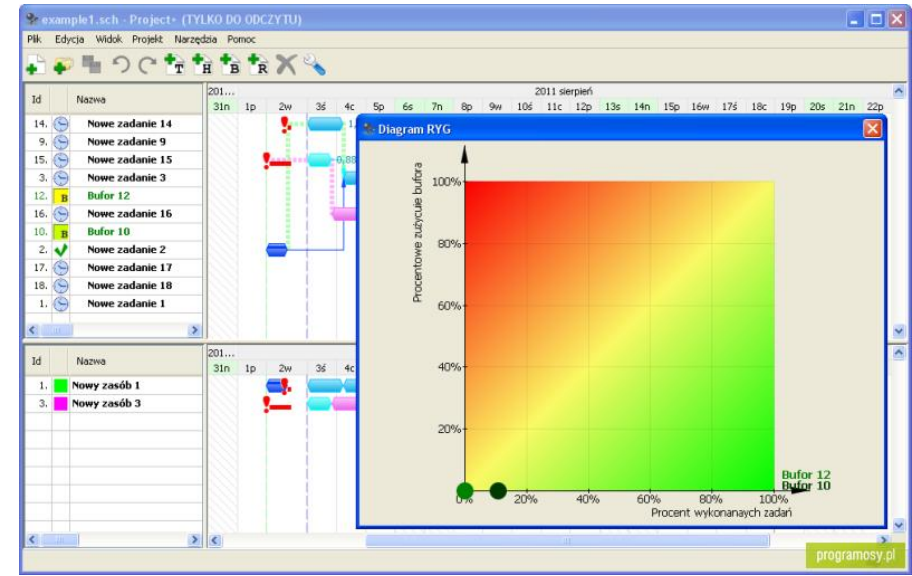 example1.sch - Project+ (TYLKO DO ODCZYTU)
Plik Edycja Widok Projekt Narzędzia Pomoc
T H B R
Id Nazwa
201... 2011 sierpień
31n 1p 2w 3ś 4c 5p 6s 7n 8p 9w 10ś 11c 12p 13s 14n 15p 16w 17ś 18c 19p 20s 21n 22p
14. Nowe zadanie 14
9. Nowe zadanie 9
15. Nowe zadanie 15
0,88
3. Nowe zadanie 3
12. B Bufor 12
16. Nowe zadanie 16
10. B Bufor 10
2. Nowe zadanie 2
17. Nowe zadanie 17
18. Nowe zadanie 18
1. Nowe zadanie 1
Id Nazwa
201...
31n 1p 2w 3ś 4c
1. Nowy zasób 1
3. Nowy zasób 3
Diagram RYG
Procentowe zużycuie bufora
100%
80%
60%
40%
20%
0% 20% 40% 60% 80% 100%
Bufor 12
Bufor 10
Procent wykonanaych zadań
programosy.pl